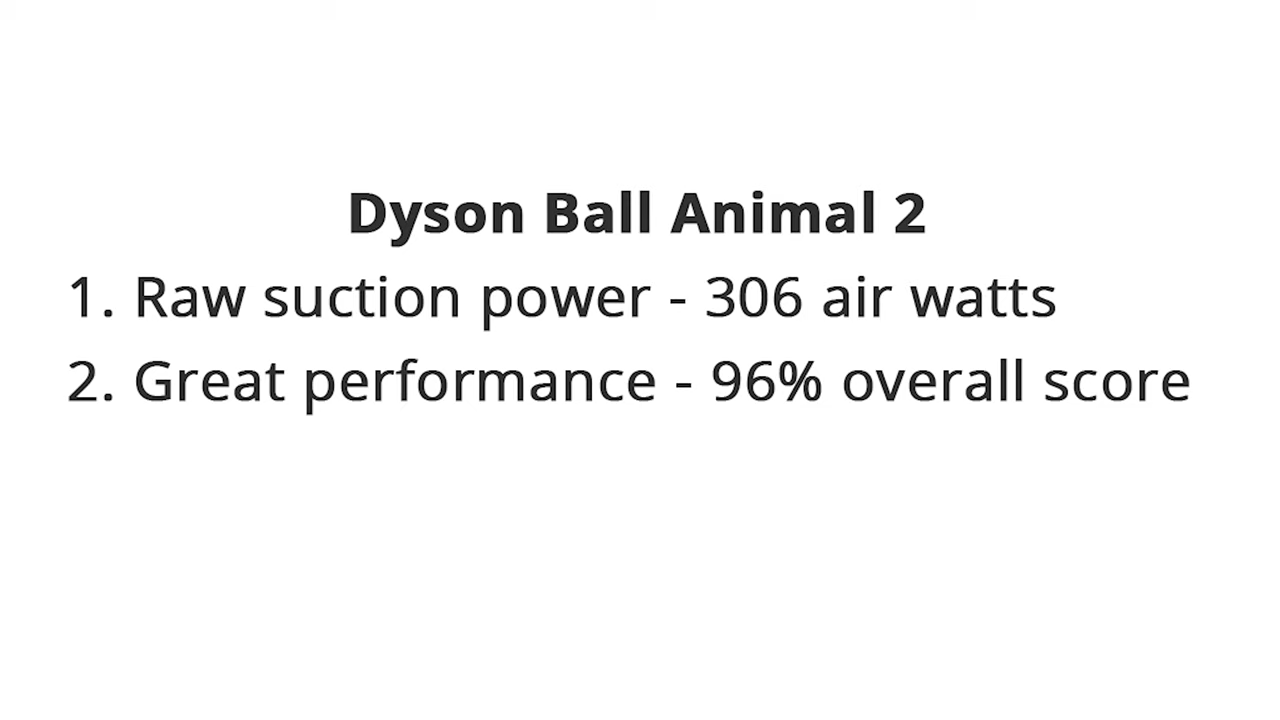 Dyson Ball Animal 2
1. Raw suction power - 306 air watts
2. Great performance - 96% overall score